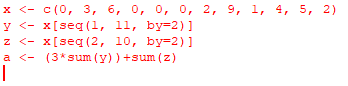 x <- c(0, 3, 6, 0, 0, 0, 2, 9, 1, 4, 5, 2)
y <- x[seq(1, 11, by=2)]
z <- x[seq(2, 10, by=2)]
a <- (3*sum(y))+sum(z)